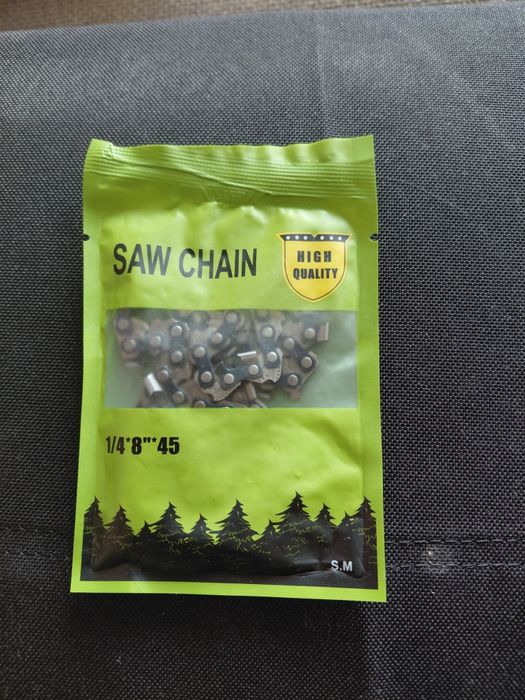 SAW CHAIN
HIGH
QUALITY
1/4*8"*45
S.M